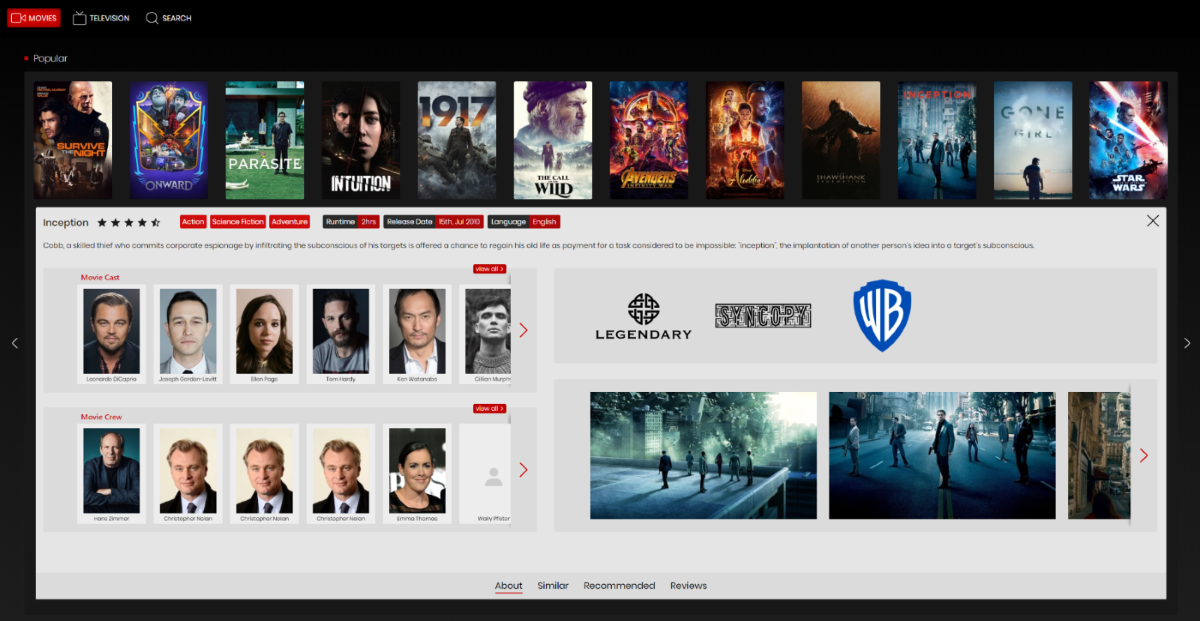 MOVIES TELEVISION SEARCH
Popular
SURVIVE
THE NIGHT
ONWARD
PARASITE
INTUITION
1917
THE CALL
OF THE
WILD
AVENGERS
INFINITY WAR
Aladdin
THE
SHAWSHANK
REDEMPTION
INCEPTION
GONE
GIRL
STAR
WARS
Inception Action Science Fiction Adventure Runtime 2hrs Release Date 15th, Jul 2010 Language English
Cobb, a skilled thief who commits corporate espionage by infiltrating the subconscious of his targets is offered a chance to regain his old life as payment for a task considered to be impossible: "inception", the implantation of another person's idea into a target's subconscious.
Movie Cast view all >
Leonardo DiCaprio Joseph Gordon-Levitt Ellen Page Tom Hardy Ken Watanabe Cillian Murphy
LEGENDARY SYNCOPY WB
Movie Crew view all >
Hans Zimmer Christopher Nolan Christopher Nolan Christopher Nolan Emma Thomas Wally Pfister
About Similar Recommended Reviews